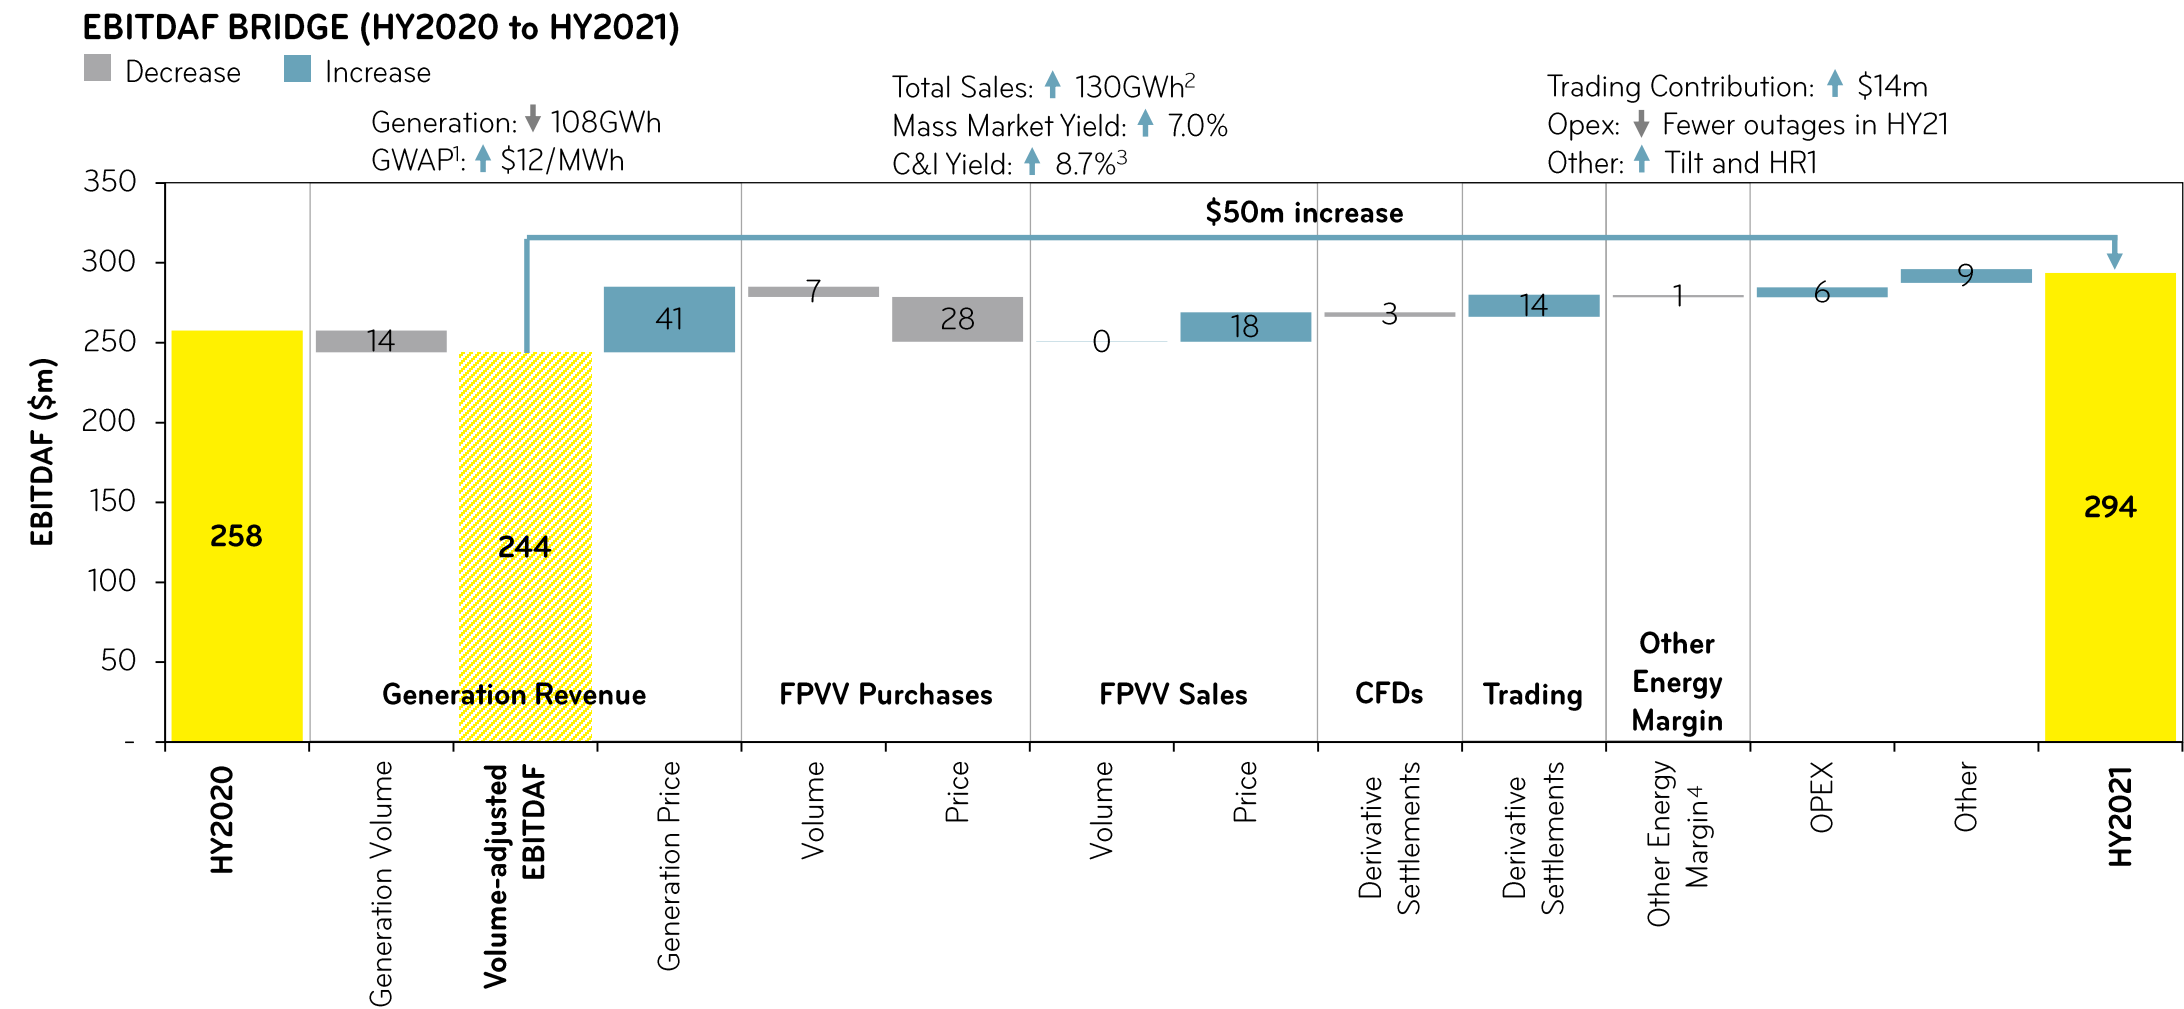 EBITDAF BRIDGE (HY2020 to HY2021)
Decrease Increase
Generation: 108GWh
GWAP¹: $12/MWh
Total Sales: 130GWh²
Mass Market Yield: 7.0%
C&I Yield: 8.7%³
Trading Contribution: $14m
Opex: Fewer outages in HY21
Other: Tilt and HR1
EBITDAF ($m)
350
300
250
200
150
100
50
-
$50m increase
258
14
244
41
7
28
0
18
3
14
1
6
9
294
Generation Revenue
FPVV Purchases
FPVV Sales
CFDs
Trading
Other
Energy
Margin
HY2020
Generation Volume
Volume-adjusted
EBITDAF
Generation Price
Volume
Price
Volume
Price
Derivative
Settlements
Derivative
Settlements
Other Energy
Margin⁴
OPEX
Other
HY2021